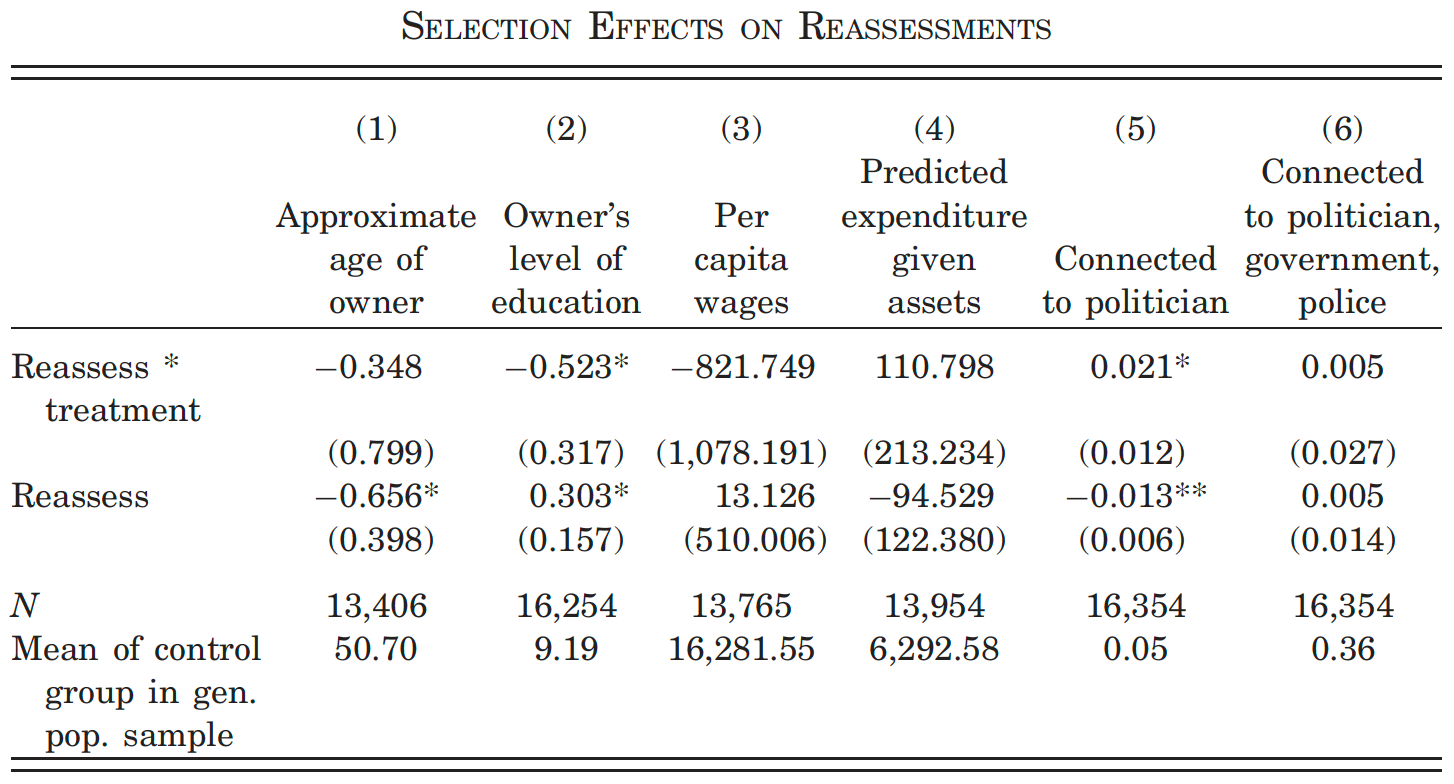 SELECTION EFFECTS ON REASSESSMENTS
(1) (2) (3) (4) (5) (6)
Predicted Connected
Approximate Owner's Per expenditure to politician,
age of level of capita given Connected government,
owner education wages assets to politician police
Reassess * −0.348 −0.523* −821.749 110.798 0.021* 0.005
treatment
(0.799) (0.317) (1,078.191) (213.234) (0.012) (0.027)
Reassess −0.656* 0.303* 13.126 −94.529 −0.013** 0.005
(0.398) (0.157) (510.006) (122.380) (0.006) (0.014)
N 13,406 16,254 13,765 13,954 16,354 16,354
Mean of control 50.70 9.19 16,281.55 6,292.58 0.05 0.36
group in gen.
pop. sample